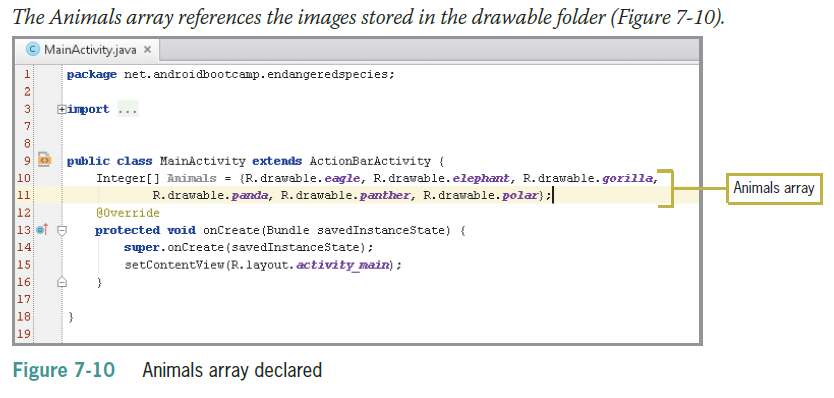 The Animals array references the images stored in the drawable folder (Figure 7-10).
MainActivity.java ×
1 package net.androidbootcamp.endangeredspecies;
2
3 import ...
7
8
9 public class MainActivity extends ActionBarActivity {
10 Integer[] Animals = {R.drawable.eagle, R.drawable.elephant, R.drawable.gorilla,
11 R.drawable.panda, R.drawable.panther, R.drawable.polar};
Animals array
12 @Override
13 protected void onCreate(Bundle savedInstanceState) {
14 super.onCreate(savedInstanceState);
15 setContentView(R.layout.activity_main);
16 }
17
18 }
19
Figure 7-10 Animals array declared